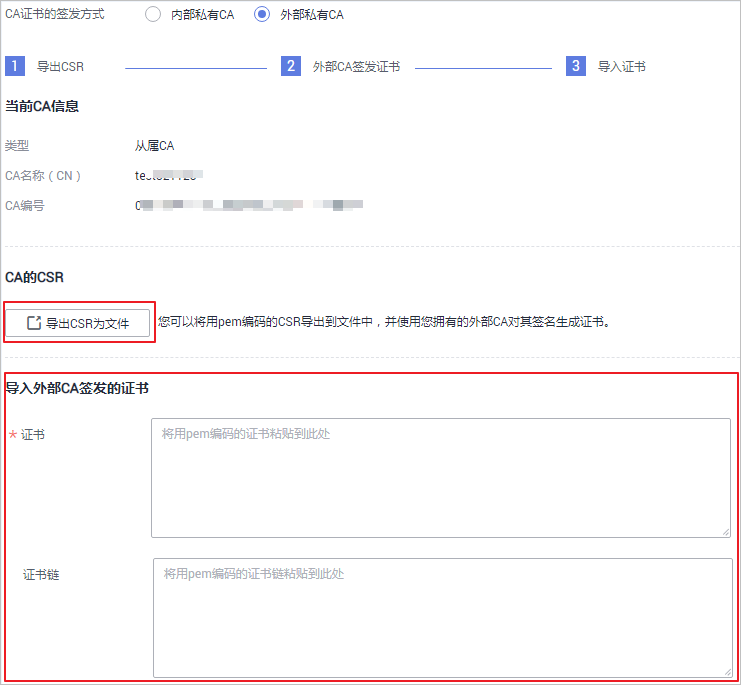 CA证书的签发方式 内部私有CA 外部私有CA
1 导出CSR 2 外部CA签发证书 3 导入证书
当前CA信息
类型 从属CA
CA名称（CN）
CA编号
CA的CSR
导出CSR为文件 您可以将用pem编码的CSR导出到文件中，并使用您拥有的外部CA对其签名生成证书。
导入外部CA签发的证书
* 证书 将用pem编码的证书粘贴到此处
证书链 将用pem编码的证书链粘贴到此处